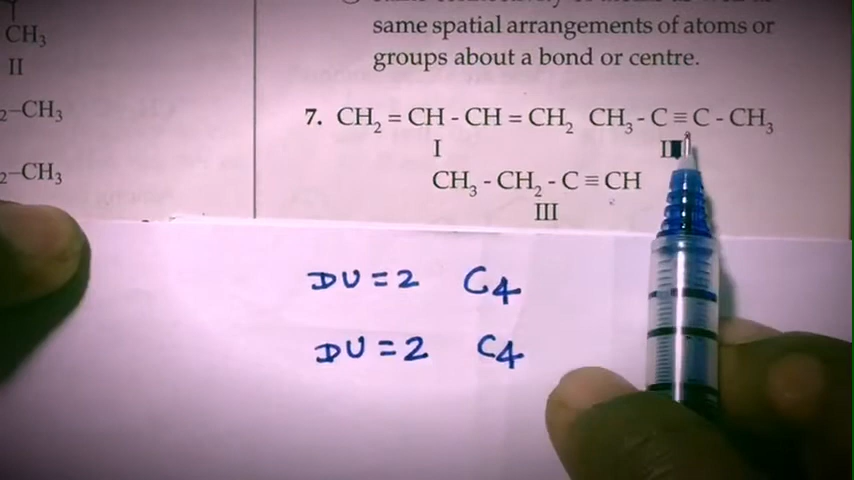 CH₃
II
₂–CH₃
₂–CH₃
same spatial arrangements of atoms or
groups about a bond or centre.
7. CH₂ = CH - CH = CH₂ CH₃ - C ≡ C - CH₃
I
CH₃ - CH₂ - C ≡ CH
III
DU = 2 C4
DU = 2 C4